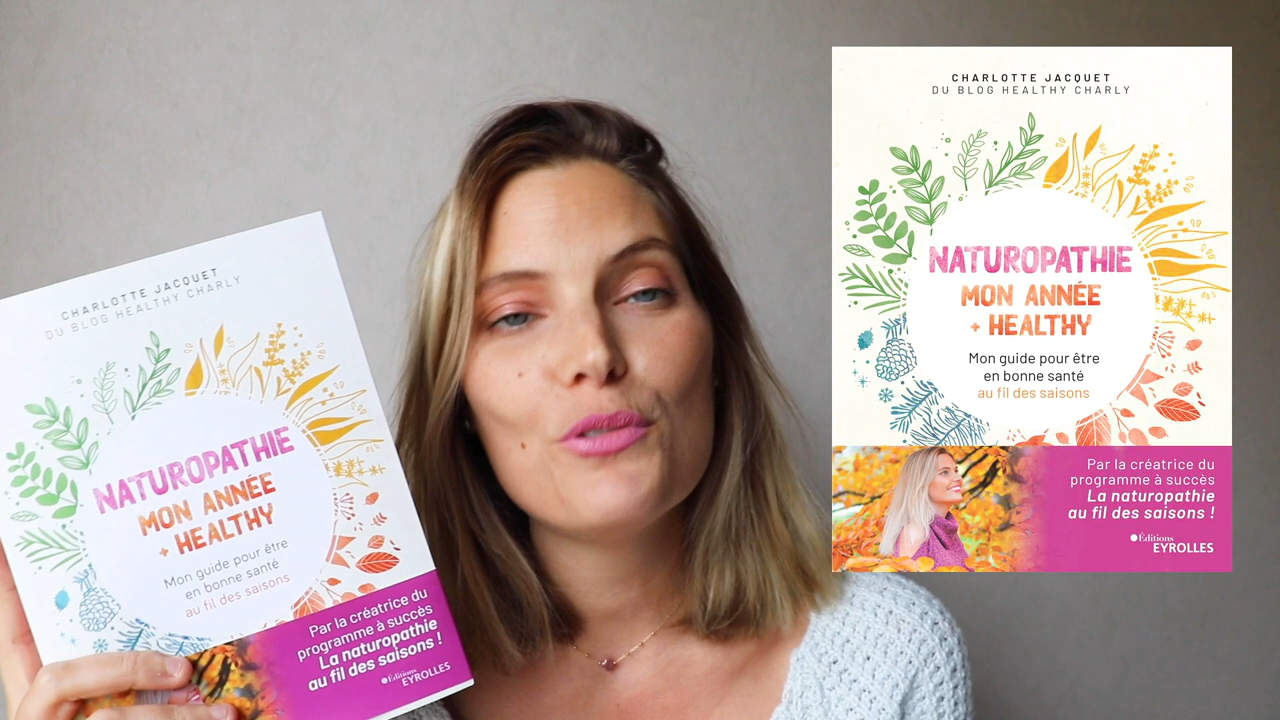 CHARLOTTE JACQUET
DU BLOG HEALTHY CHARLY
NATUROPATHIE
MON ANNÉE
+ HEALTHY
Mon guide pour être
en bonne santé
au fil des saisons
Par la créatrice du
programme à succès
La naturopathie
au fil des saisons !
Éditions
EYROLLES
CHARLOTTE JACQUET
DU BLOG HEALTHY CHARLY
NATUROPATHIE
MON ANNÉE
+ HEALTHY
Mon guide pour être
en bonne santé
au fil des saisons
Par la créatrice du
programme à succès
La naturopathie
au fil des saisons !
Éditions
EYROLLES